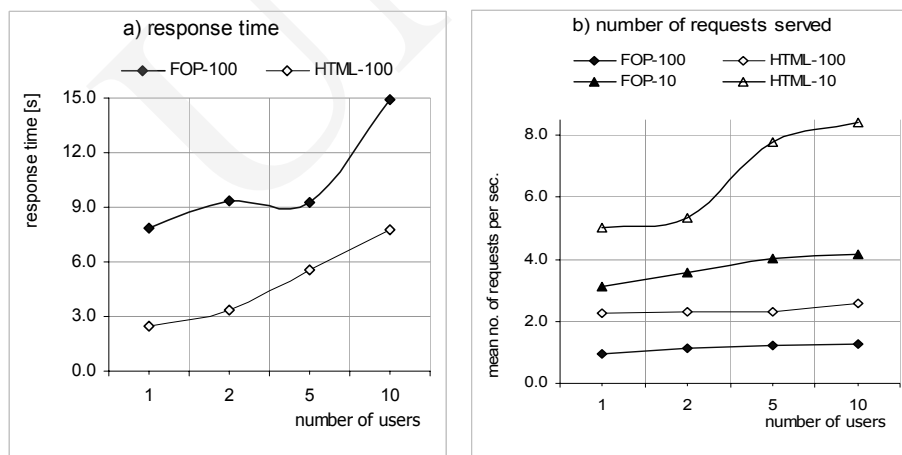 a) response time
FOP-100 HTML-100
response time [s]
15.0
12.0
9.0
6.0
3.0
0.0
1 2 5 10
number of users
b) number of requests served
FOP-100 HTML-100
FOP-10 HTML-10
mean no. of requests per sec.
8.0
6.0
4.0
2.0
0.0
1 2 5 10
number of users